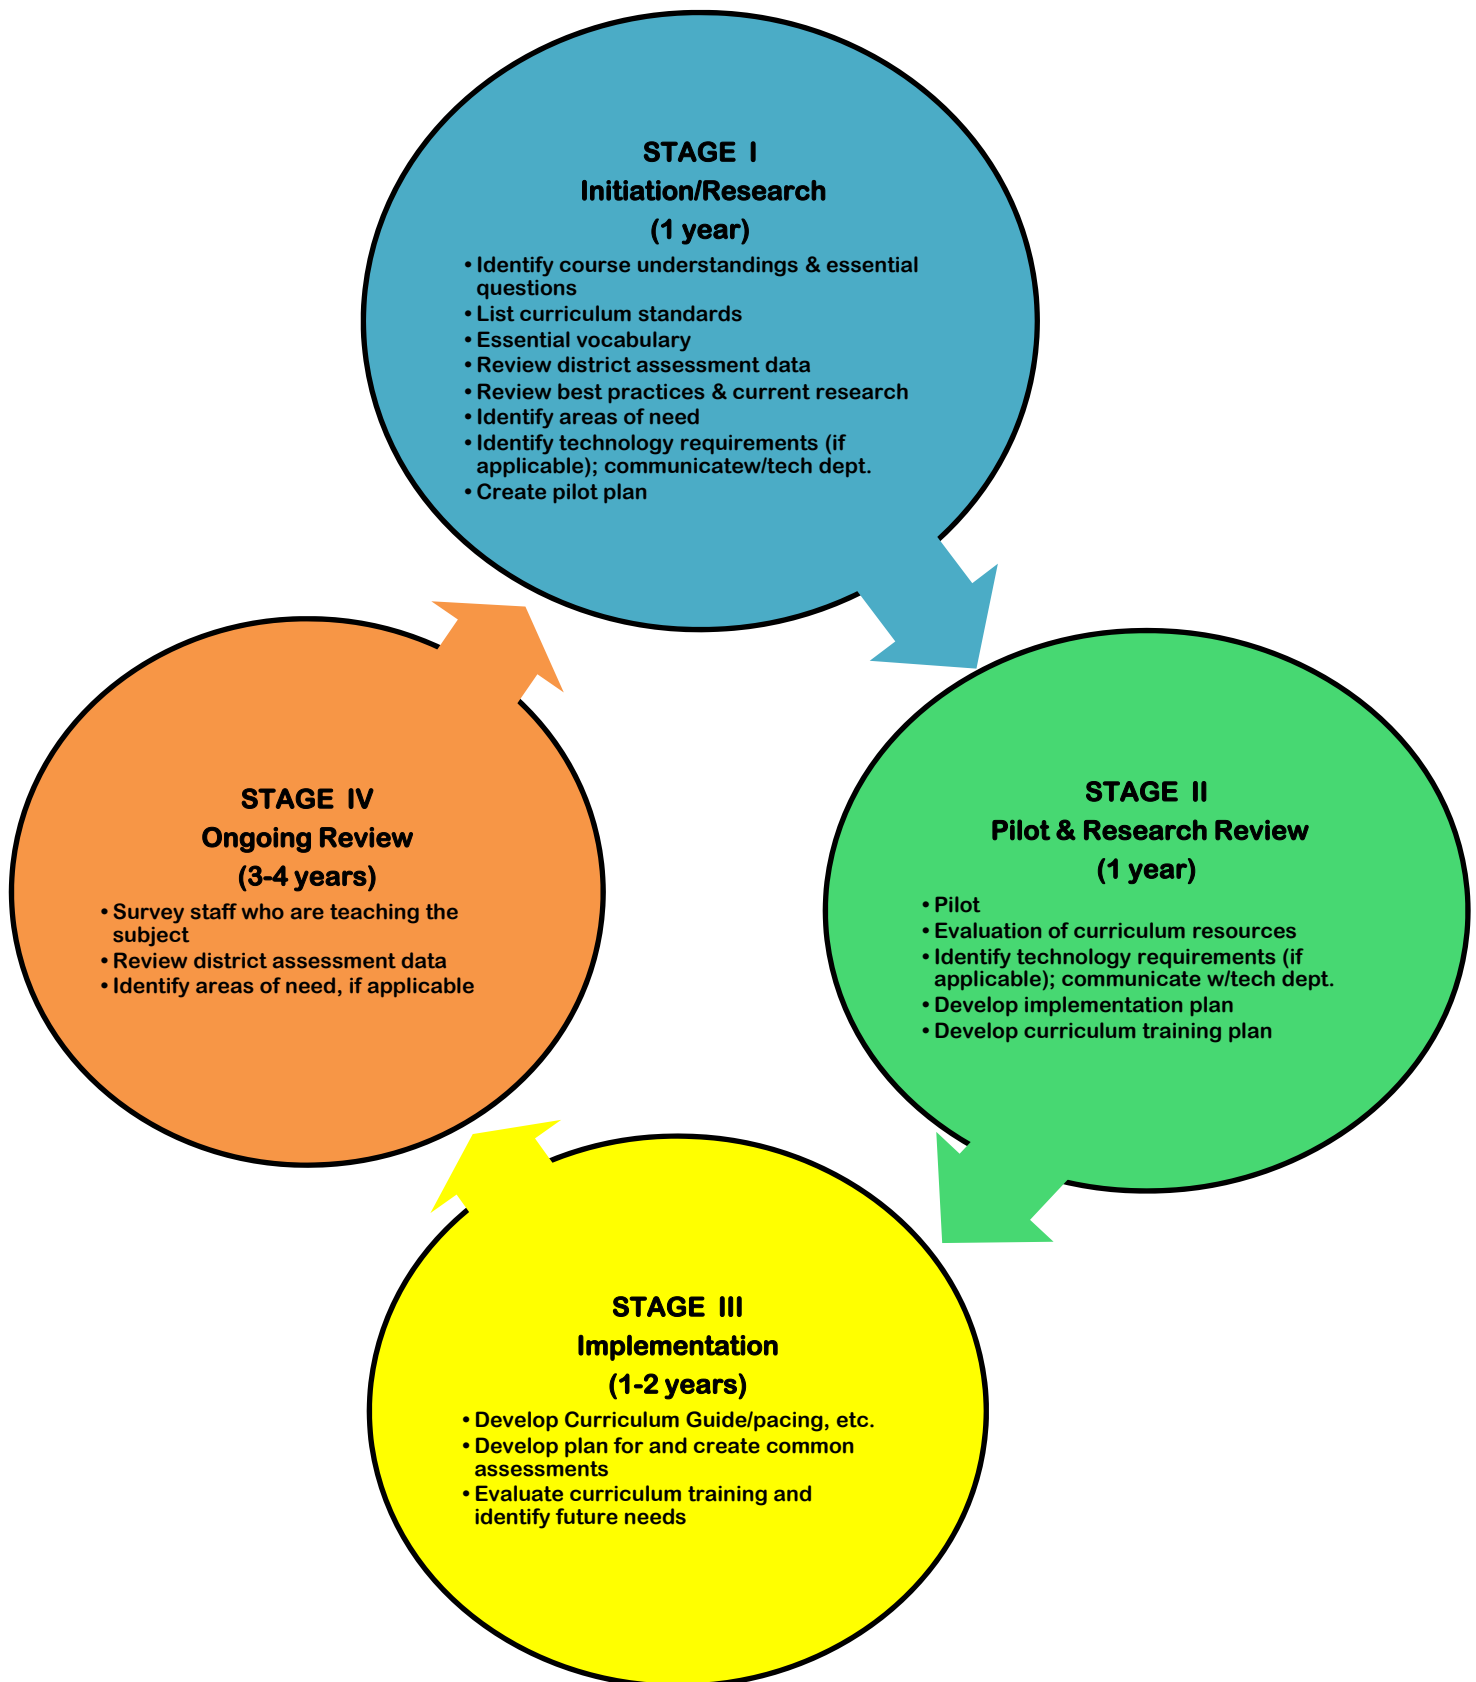 STAGE I
Initiation/Research
(1 year)
• Identify course understandings & essential
questions
• List curriculum standards
• Essential vocabulary
• Review district assessment data
• Review best practices & current research
• Identify areas of need
• Identify technology requirements (if
applicable); communicatew/tech dept.
• Create pilot plan
STAGE II
Pilot & Research Review
(1 year)
• Pilot
• Evaluation of curriculum resources
• Identify technology requirements (if
applicable); communicate w/tech dept.
• Develop implementation plan
• Develop curriculum training plan
STAGE III
Implementation
(1-2 years)
• Develop Curriculum Guide/pacing, etc.
• Develop plan for and create common
assessments
• Evaluate curriculum training and
identify future needs
STAGE IV
Ongoing Review
(3-4 years)
• Survey staff who are teaching the
subject
• Review district assessment data
• Identify areas of need, if applicable